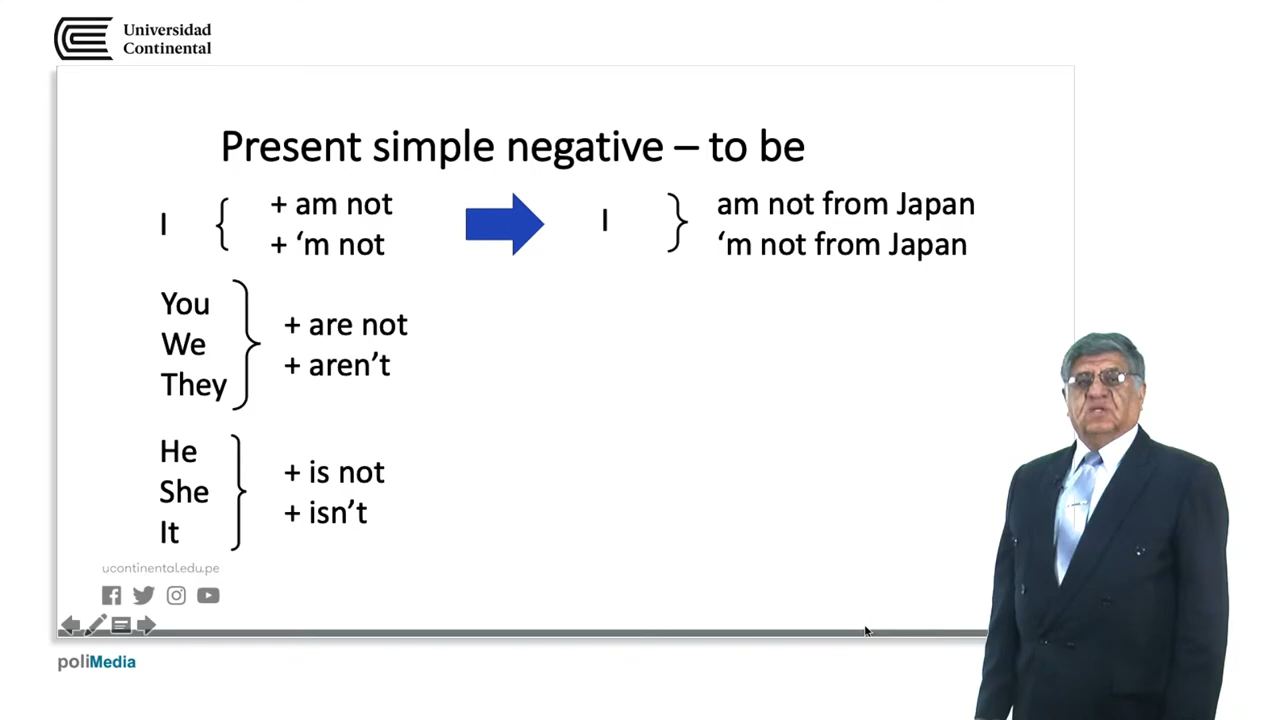 Universidad
Continental
Present simple negative – to be
I { + am not
+ ‘m not
I } am not from Japan
‘m not from Japan
You
We
They
+ are not
+ aren’t
He
She
It
+ is not
+ isn’t
ucontinental.edu.pe
poliMedia